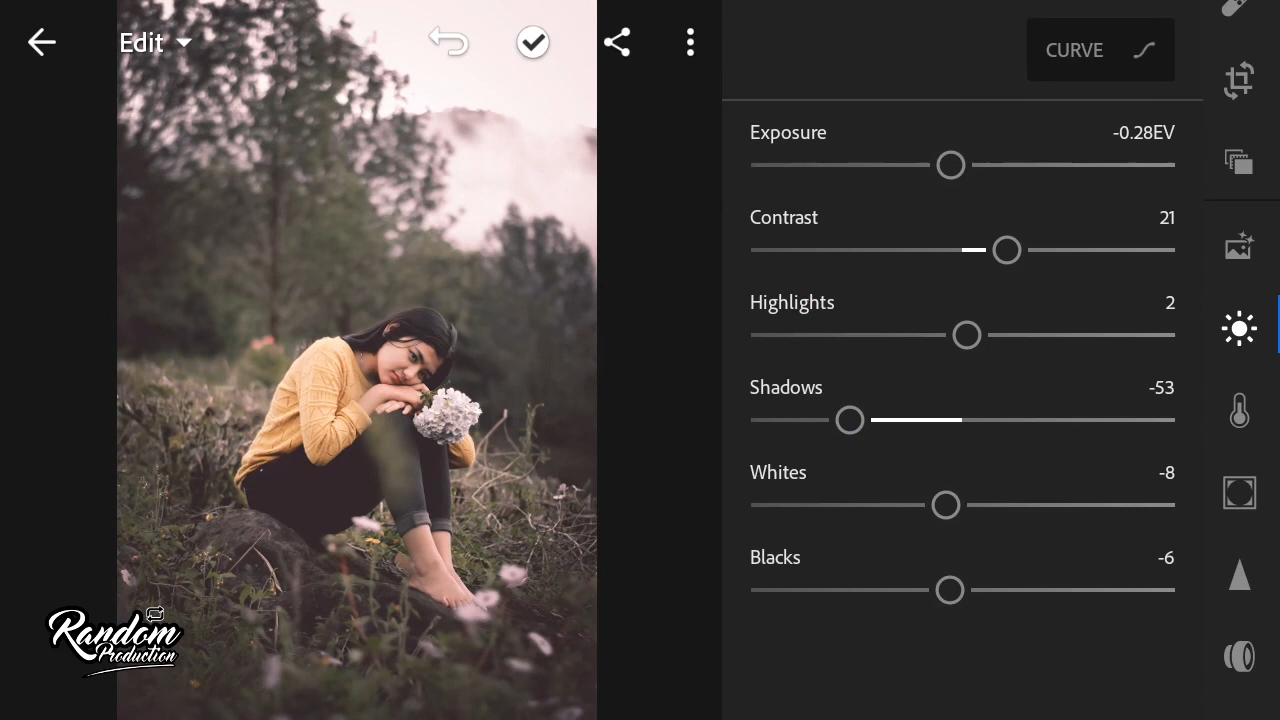 Edit
CURVE
Exposure -0.28EV
Contrast 21
Highlights 2
Shadows -53
Whites -8
Blacks -6
Random
Production